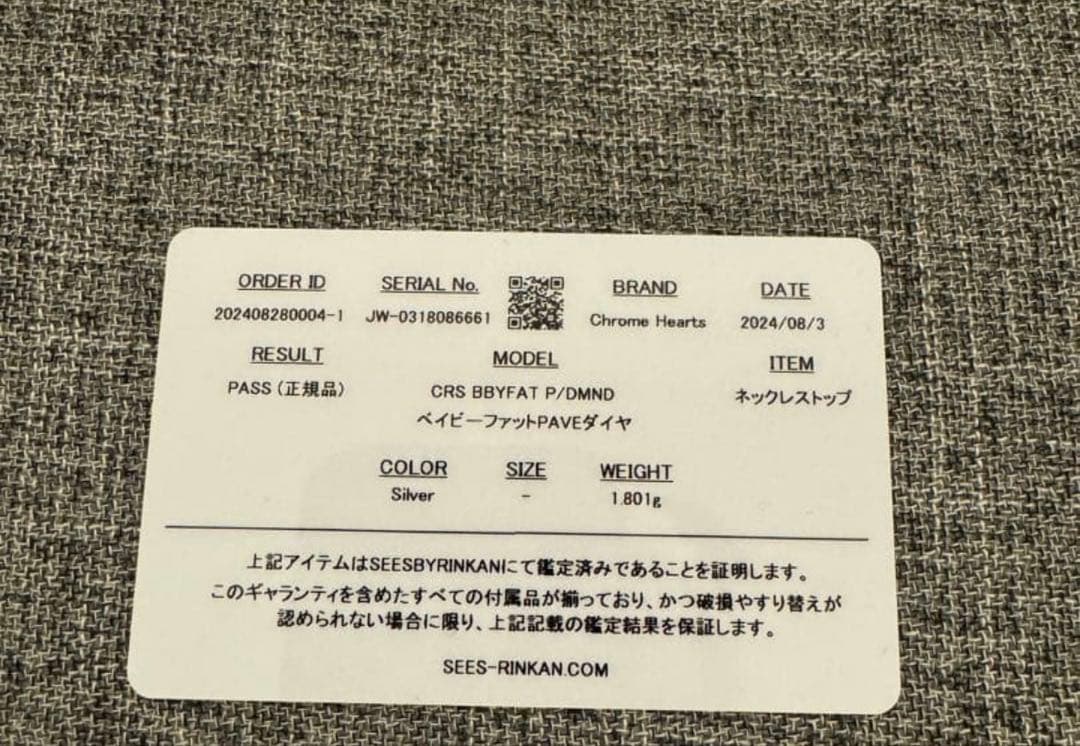 ORDER ID SERIAL No. BRAND DATE
202408280004-1 JW-0318086661 Chrome Hearts 2024/08/3
RESULT MODEL ITEM
PASS (正規品) CRS BBYFAT P/DMND ネックレストップ
ベイビーファットPAVEダイヤ
COLOR SIZE WEIGHT
Silver - 1.801g
上記アイテムはSEESBYRINKANにて鑑定済みであることを証明します。
このギャランティを含めたすべての付属品が揃っており、かつ破損やすり替えが
認められない場合に限り、上記記載の鑑定結果を保証します。
SEES-RINKAN.COM